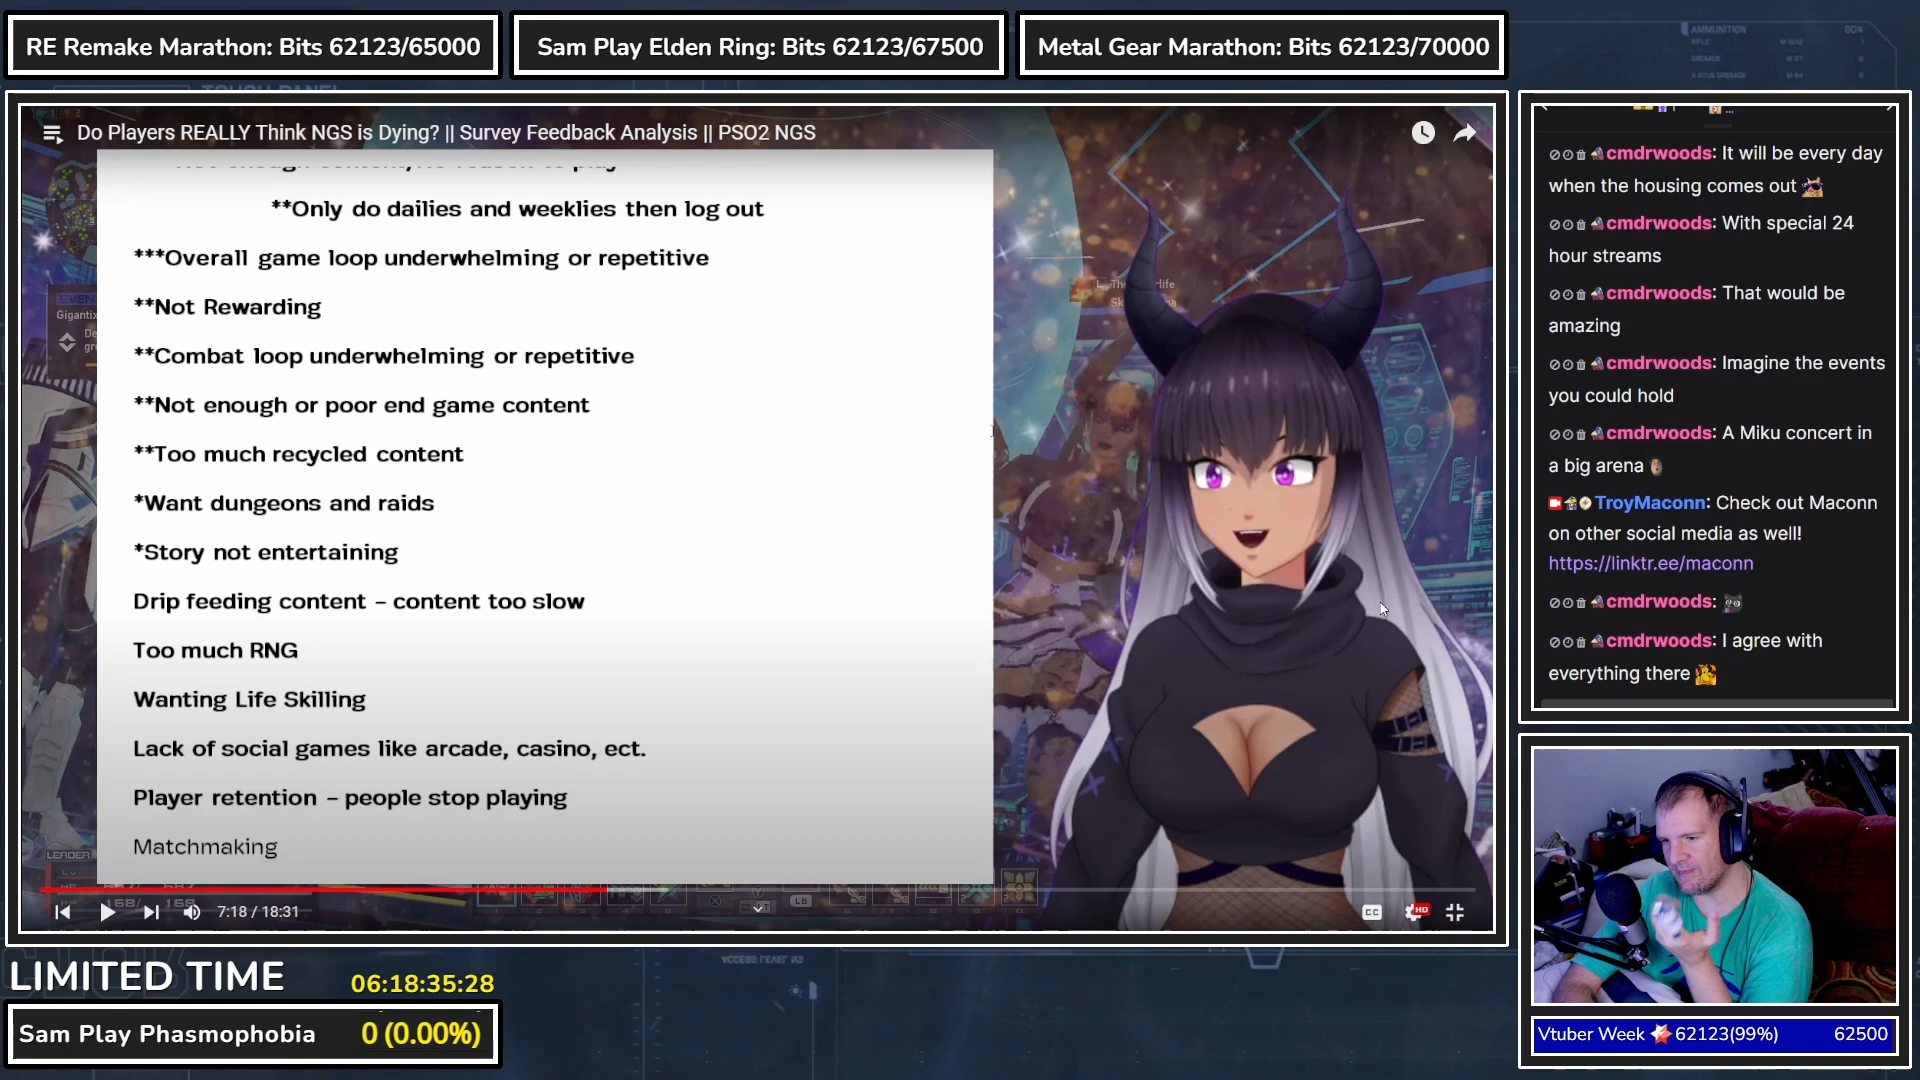 RE Remake Marathon: Bits 62123/65000
Sam Play Elden Ring: Bits 62123/67500
Metal Gear Marathon: Bits 62123/70000
Do Players REALLY Think NGS is Dying? || Survey Feedback Analysis || PSO2 NGS
**Only do dailies and weeklies then log out
***Overall game loop underwhelming or repetitive
**Not Rewarding
**Combat loop underwhelming or repetitive
**Not enough or poor end game content
**Too much recycled content
*Want dungeons and raids
*Story not entertaining
Drip feeding content - content too slow
Too much RNG
Wanting Life Skilling
Lack of social games like arcade, casino, ect.
Player retention - people stop playing
Matchmaking
7:18 / 18:31
CC
HD
LB
LEADER
EVEN
Gigantix
AMMUNITION
cmdrwoods: It will be every day
when the housing comes out
cmdrwoods: With special 24
hour streams
cmdrwoods: That would be
amazing
cmdrwoods: Imagine the events
you could hold
cmdrwoods: A Miku concert in
a big arena
TroyMaconn: Check out Maconn
on other social media as well!
https://linktr.ee/maconn
cmdrwoods:
cmdrwoods: I agree with
everything there
LIMITED TIME
06:18:35:28
Sam Play Phasmophobia 0 (0.00%)
Vtuber Week 62123(99%) 62500